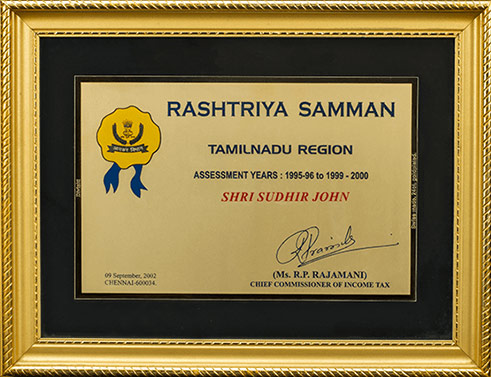 RASHTRIYA SAMMAN
TAMILNADU REGION
ASSESSMENT YEARS : 1995-96 to 1999 - 2000
SHRI SUDHIR JOHN
(Ms. R.P. RAJAMANI)
CHIEF COMMISSIONER OF INCOME TAX
09 September, 2002
CHENNAI-600034.